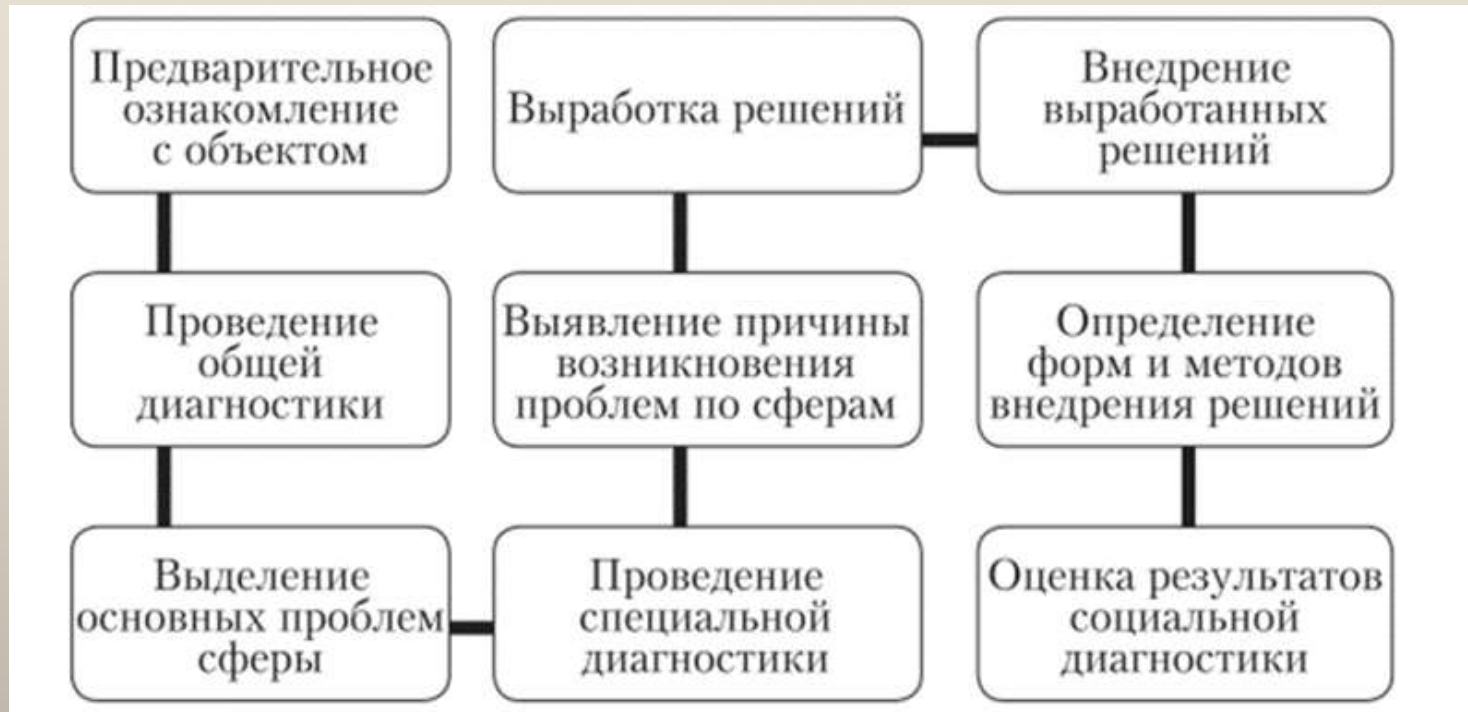 Предварительное
ознакомление
с объектом
Проведение
общей
диагностики
Выделение
основных проблем
сферы
Проведение
специальной
диагностики
Выявление причины
возникновения
проблем по сферам
Выработка решений
Внедрение
выработанных
решений
Определение
форм и методов
внедрения решений
Оценка результатов
социальной
диагностики